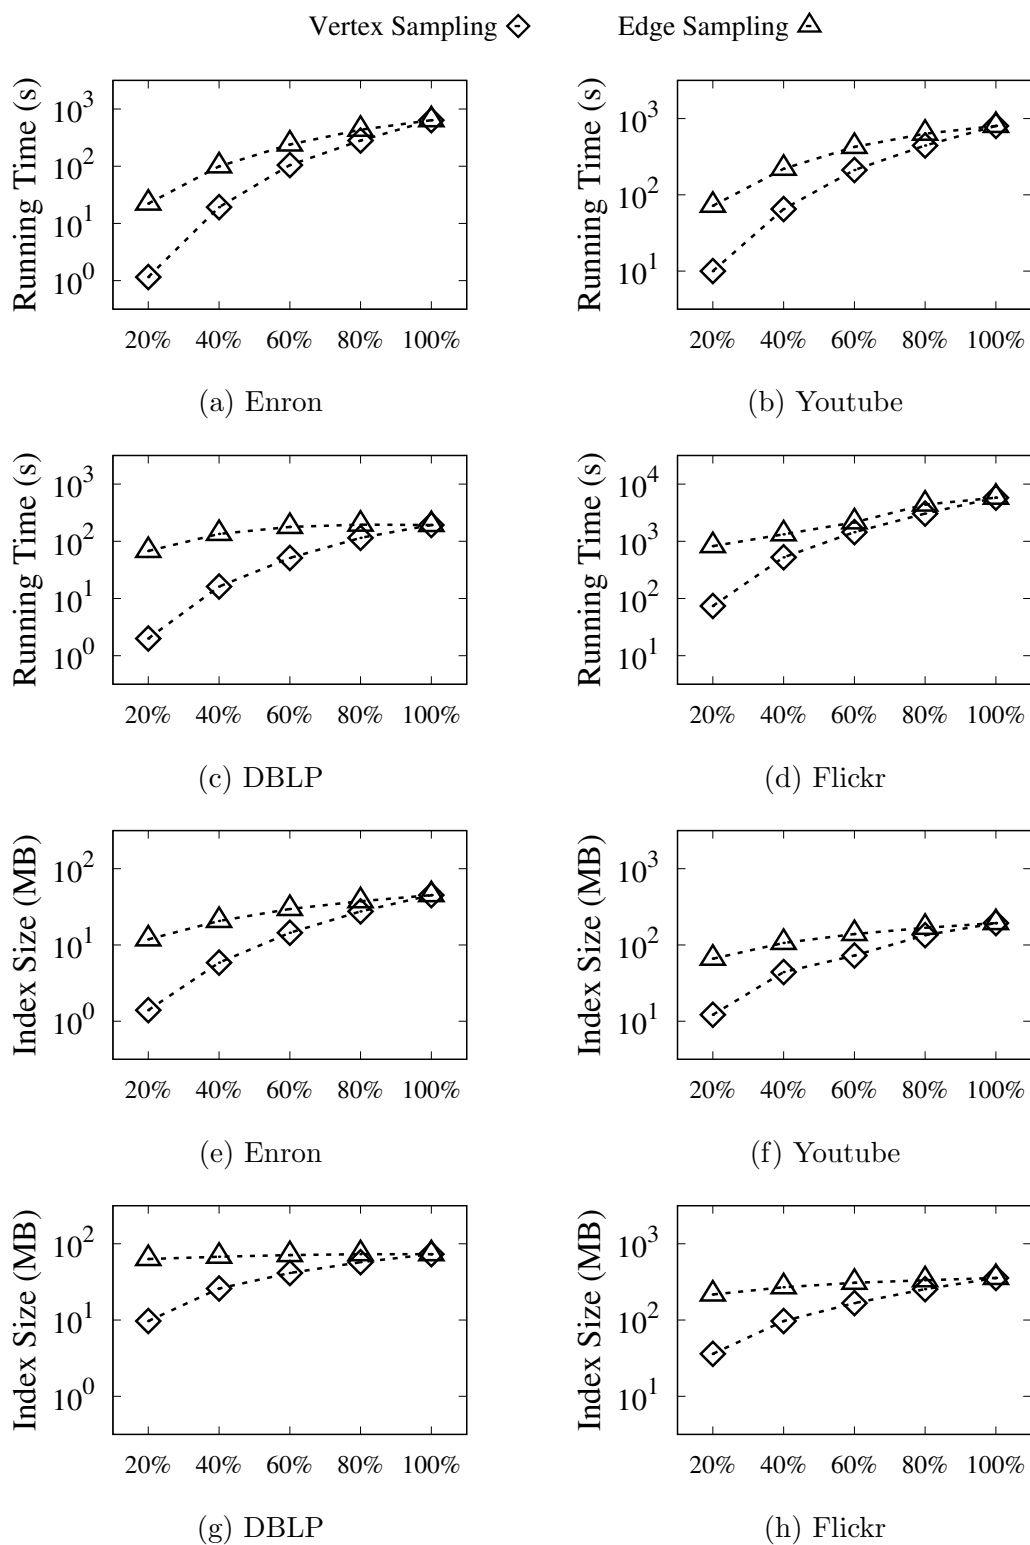 Vertex Sampling Edge Sampling
Running Time (s)
10^3
10^2
10^1
10^0
20% 40% 60% 80% 100%
(a) Enron
Running Time (s)
10^3
10^2
10^1
20% 40% 60% 80% 100%
(b) Youtube
Running Time (s)
10^3
10^2
10^1
10^0
20% 40% 60% 80% 100%
(c) DBLP
Running Time (s)
10^4
10^3
10^2
10^1
20% 40% 60% 80% 100%
(d) Flickr
Index Size (MB)
10^2
10^1
10^0
20% 40% 60% 80% 100%
(e) Enron
Index Size (MB)
10^3
10^2
10^1
20% 40% 60% 80% 100%
(f) Youtube
Index Size (MB)
10^2
10^1
10^0
20% 40% 60% 80% 100%
(g) DBLP
Index Size (MB)
10^3
10^2
10^1
20% 40% 60% 80% 100%
(h) Flickr